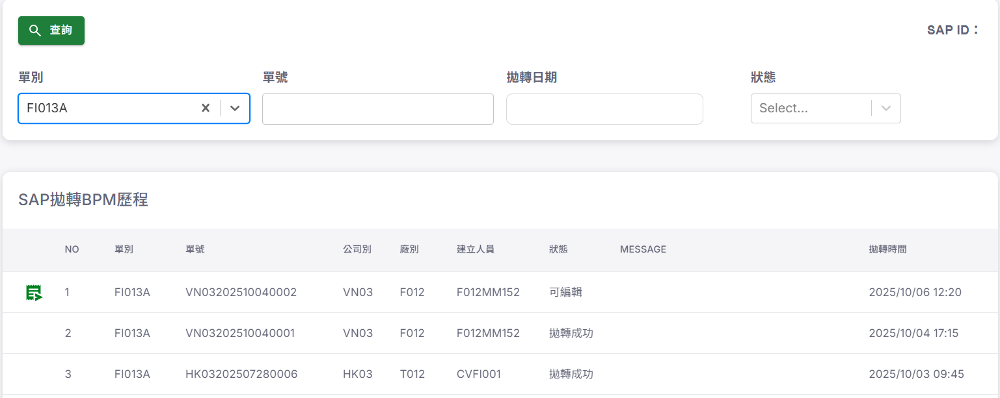 查詢
SAP ID：
單別 單號 拋轉日期 狀態
FI013A Select...
SAP拋轉BPM歷程
NO 單別 單號 公司別 廠別 建立人員 狀態 MESSAGE 拋轉時間
1 FI013A VN03202510040002 VN03 F012 F012MM152 可編輯 2025/10/06 12:20
2 FI013A VN03202510040001 VN03 F012 F012MM152 拋轉成功 2025/10/04 17:15
3 FI013A HK03202507280006 HK03 T012 CVFI001 拋轉成功 2025/10/03 09:45